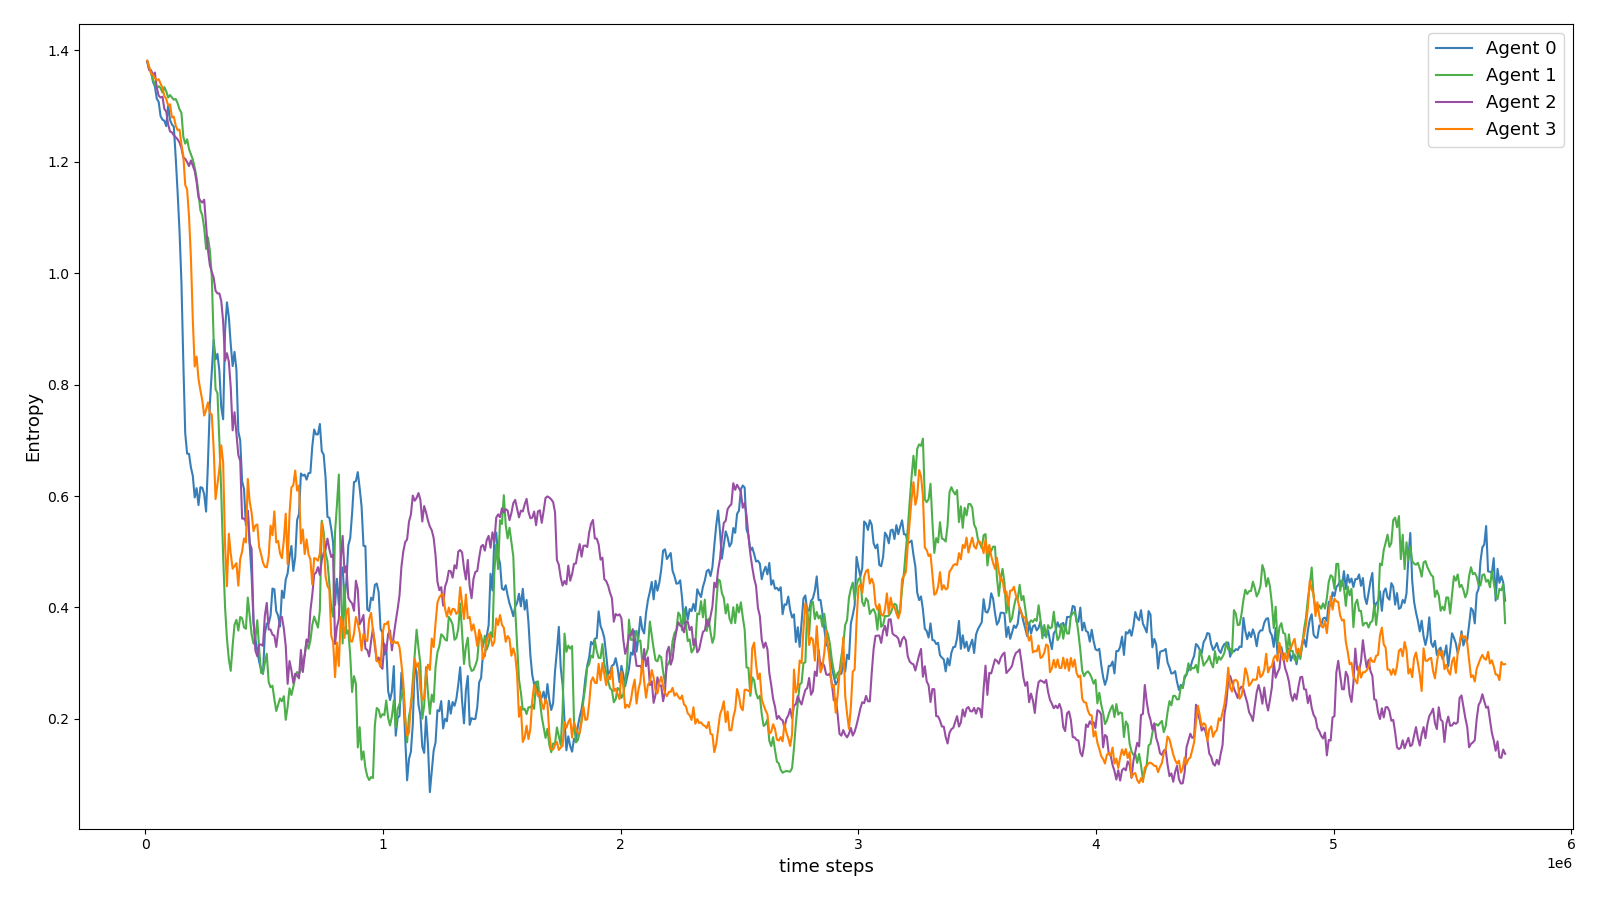 Agent 0
Agent 1
Agent 2
Agent 3
1.4
1.2
1.0
0.8
0.6
0.4
0.2
Entropy
0 1 2 3 4 5 6
time steps
1e6